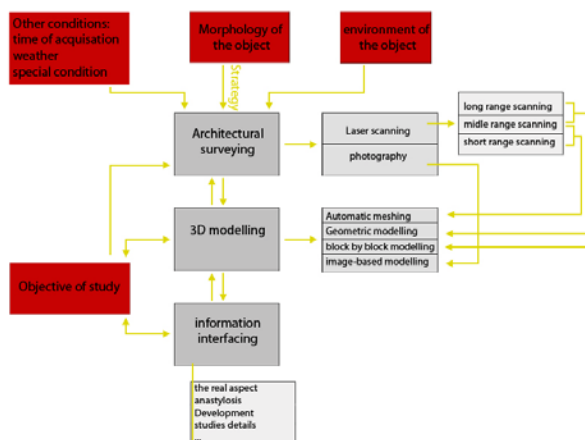 Other conditions:
time of acquisation
weather
special condition
Morphology of
the object
environment of
the object
Strategy
Architectural
surveying
Laser scanning
photography
long range scanning
midle range scanning
short range scanning
3D modelling
Automatic meshing
Geometric modelling
block by block modelling
image-based modelling
Objective of study
information
interfacing
the real aspect
anastylosis
Development
studies details
...